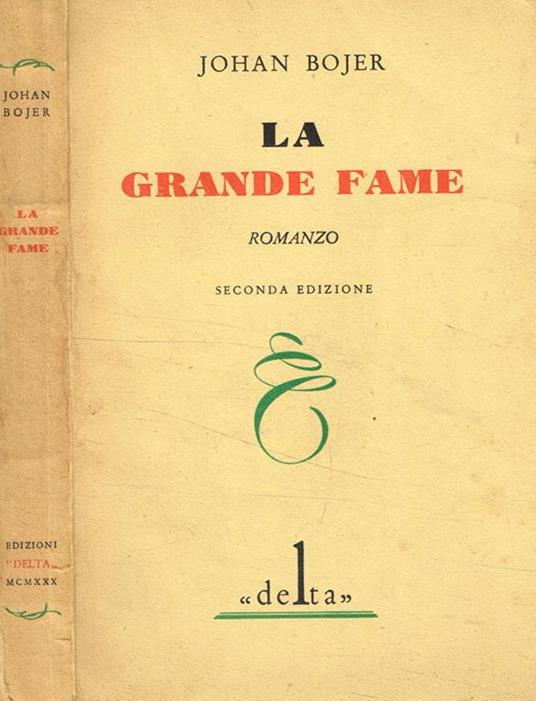 JOHAN
BOJER
LA
GRANDE
FAME
EDIZIONI
"DELTA„
MCMXXX
JOHAN BOJER
LA
GRANDE FAME
ROMANZO
SECONDA EDIZIONE
“delta”